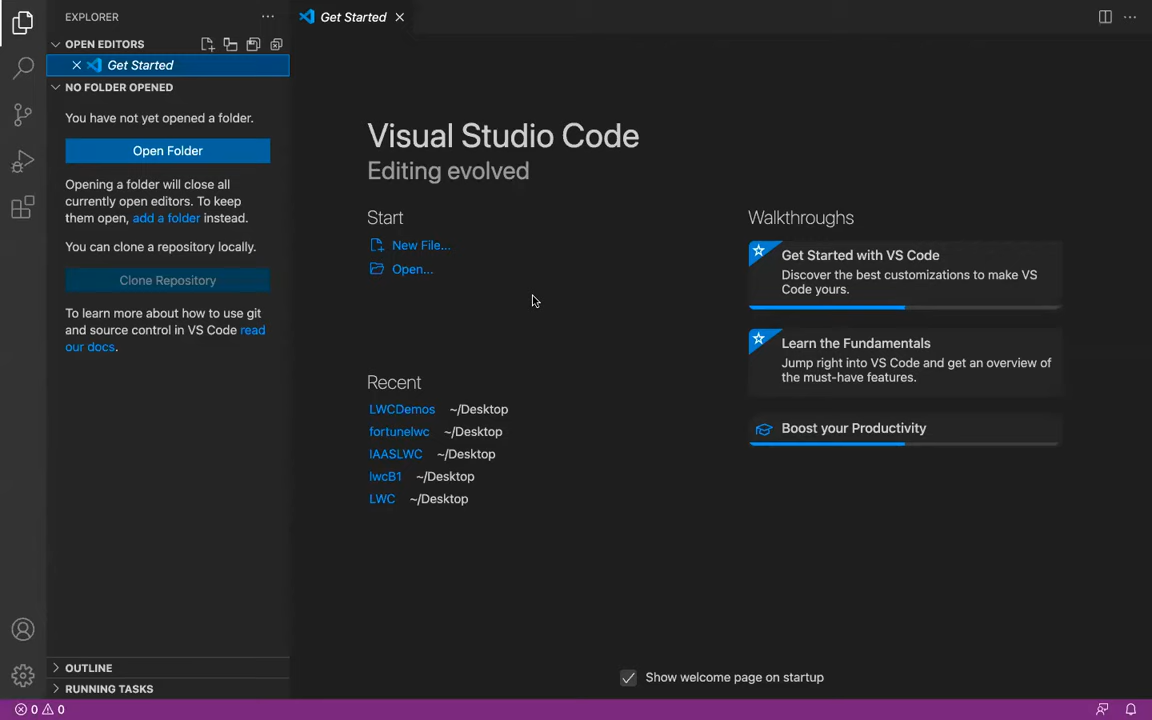 EXPLORER
OPEN EDITORS
Get Started
NO FOLDER OPENED
You have not yet opened a folder.
Open Folder
Opening a folder will close all
currently open editors. To keep
them open, add a folder instead.
You can clone a repository locally.
Clone Repository
To learn more about how to use git
and source control in VS Code read
our docs.
OUTLINE
RUNNING TASKS
0 0
Get Started
Visual Studio Code
Editing evolved
Start
New File...
Open...
Recent
LWCDemos ~/Desktop
fortunelwc ~/Desktop
IAASLWC ~/Desktop
lwcB1 ~/Desktop
LWC ~/Desktop
Walkthroughs
Get Started with VS Code
Discover the best customizations to make VS
Code yours.
Learn the Fundamentals
Jump right into VS Code and get an overview of
the must-have features.
Boost your Productivity
Show welcome page on startup